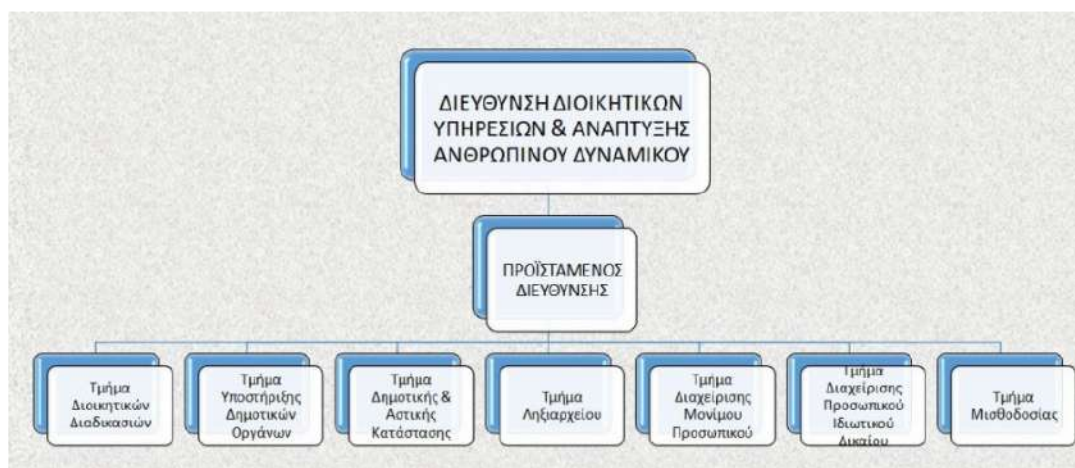 ΔΙΕΥΘΥΝΣΗ ΔΙΟΙΚΗΤΙΚΩΝ
ΥΠΗΡΕΣΙΩΝ & ΑΝΑΠΤΥΞΗΣ
ΑΝΘΡΩΠΙΝΟΥ ΔΥΝΑΜΙΚΟΥ
ΠΡΟΪΣΤΑΜΕΝΟΣ
ΔΙΕΥΘΥΝΣΗΣ
Τμήμα
Διοικητικών
Διαδικασιών
Τμήμα
Υποστήριξης
Δημοτικών
Οργάνων
Τμήμα
Δημοτικής &
Αστικής
Κατάστασης
Τμήμα
Ληξιαρχείου
Τμήμα
Διαχείρισης
Μονίμου
Προσωπικού
Τμήμα
Διαχείρισης
Προσωπικού
Ιδιωτικού
Δικαίου
Τμήμα
Μισθοδοσίας